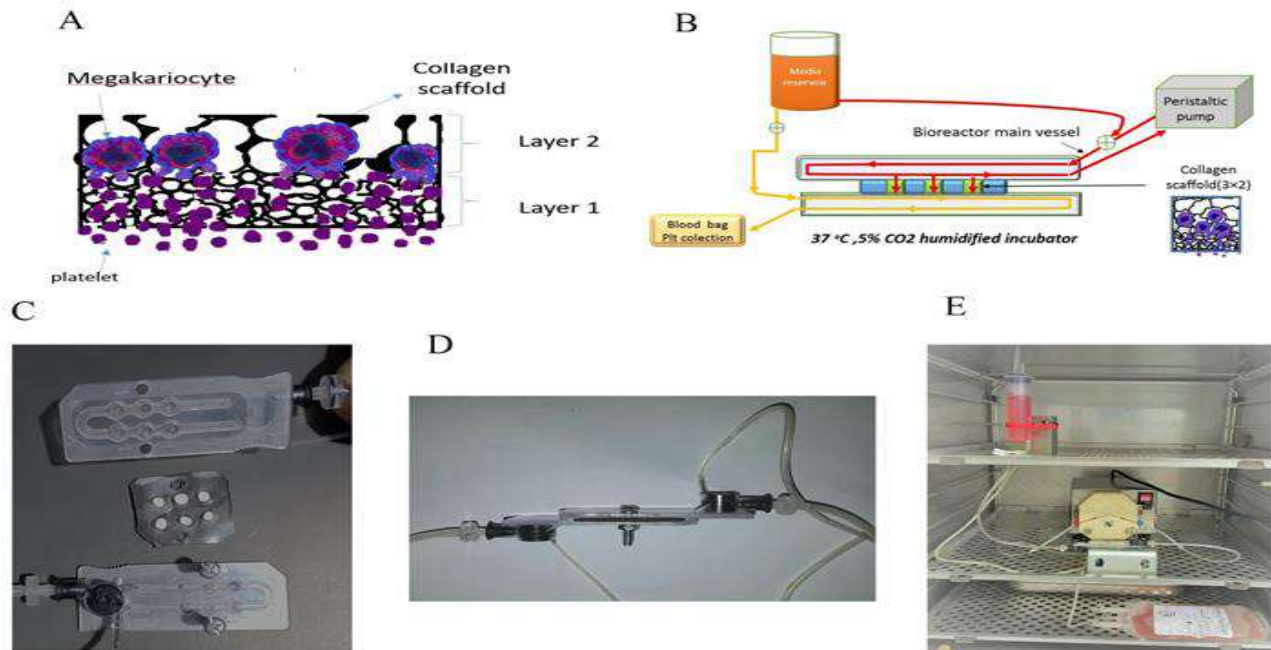 A
Megakariocyte
Collagen
scaffold
Layer 2
Layer 1
platelet
B
Media
reservoir
Peristaltic
pump
Bioreactor main vessel
Collagen
scaffold(3×2)
Blood bag
Plt colection
37 °C ,5% CO2 humidified incubator
C
D
E